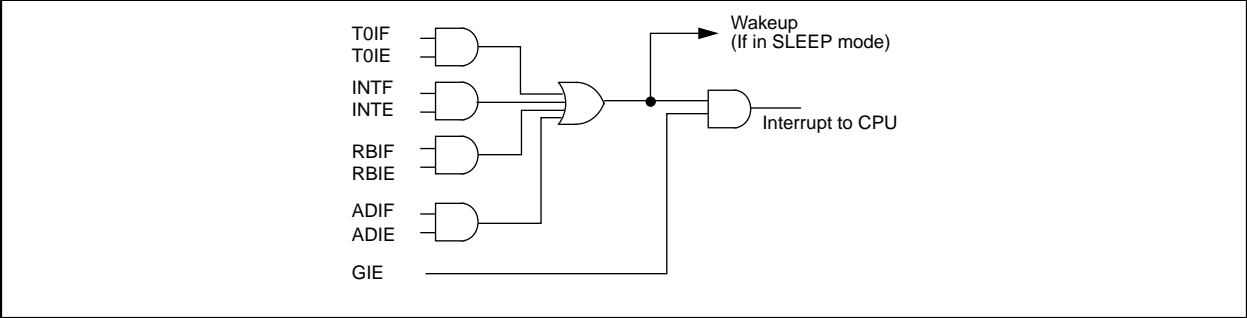 T0IF
T0IE
INTF
INTE
RBIF
RBIE
ADIF
ADIE
GIE
Wakeup
(If in SLEEP mode)
Interrupt to CPU